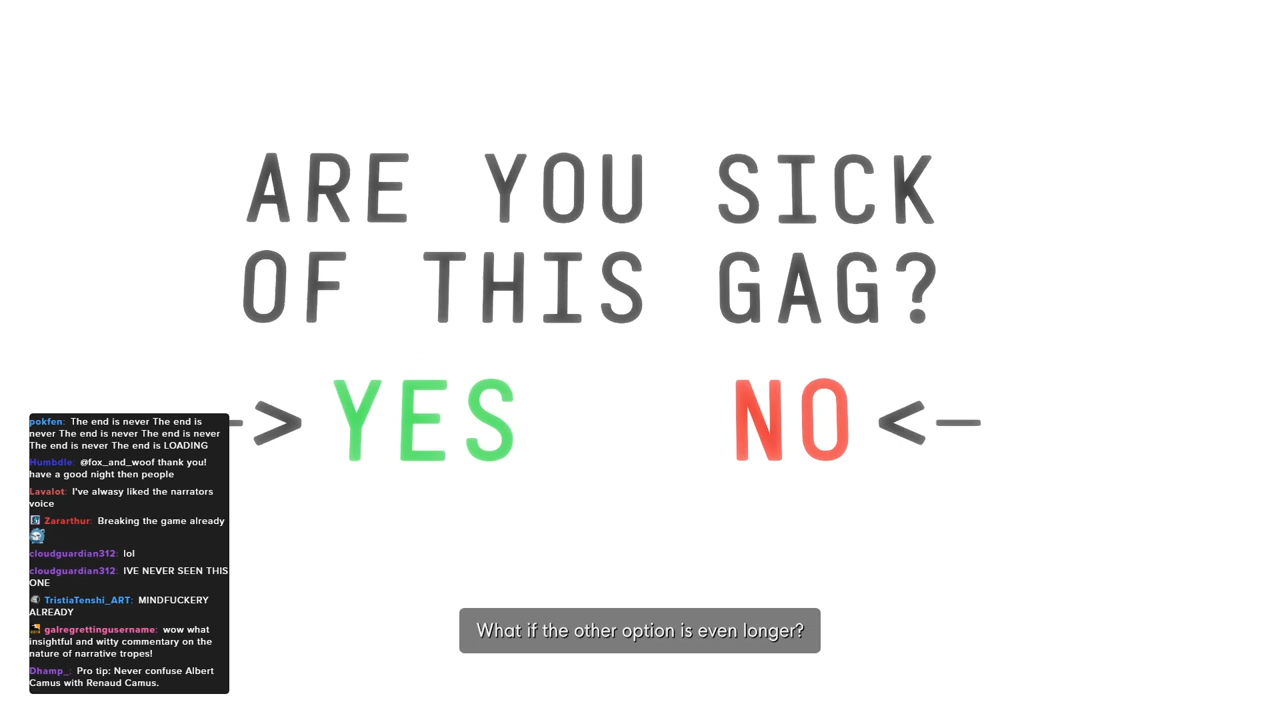 ARE YOU SICK
OF THIS GAG?
-> YES NO <-
pokfen: The end is never The end is
never The end is never The end is never
The end is never The end is LOADING
Humbdle: @fox_and_woof thank you!
have a good night then people
Lavalot: I've alwasy liked the narrators
voice
Zararthur: Breaking the game already
cloudguardian312: lol
cloudguardian312: IVE NEVER SEEN THIS
ONE
TristiaTenshi_ART: MINDFUCKERY
ALREADY
galregrettingusername: wow what
insightful and witty commentary on the
nature of narrative tropes!
Dhamp_: Pro tip: Never confuse Albert
Camus with Renaud Camus.
What if the other option is even longer?